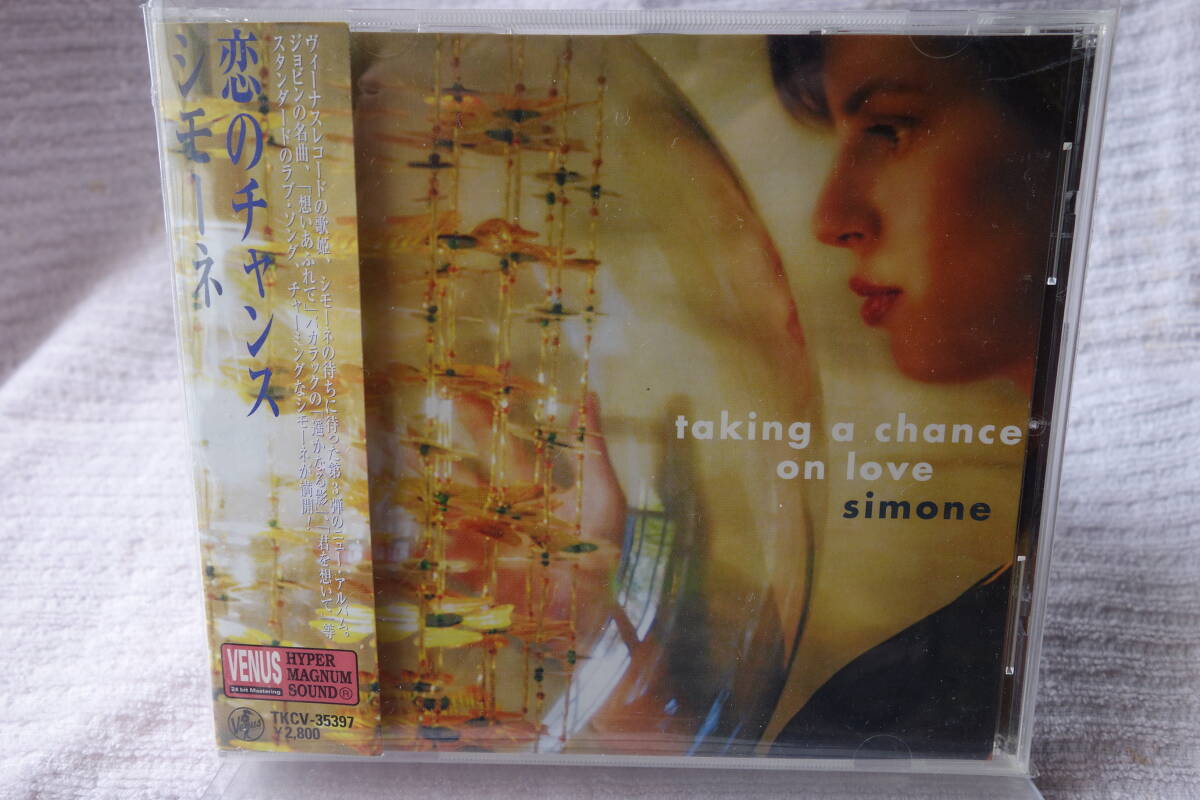 恋のチャンス
シモーネ
ヴィーナスレコードの歌姫、シモーネの待ちに待った第3弾のニュー・アルバム。
ジョビンの名曲、「想いあふれて」バカラックの「遥かなる影」「君を想いて」等
スタンダードのラブ・ソング、チャーミングなシモーネが満開!
VENUS
24 bit Mastering
HYPER
MAGNUM
SOUND®
Venus
TKCV-35397
¥2,800
taking a chance
on love
simone